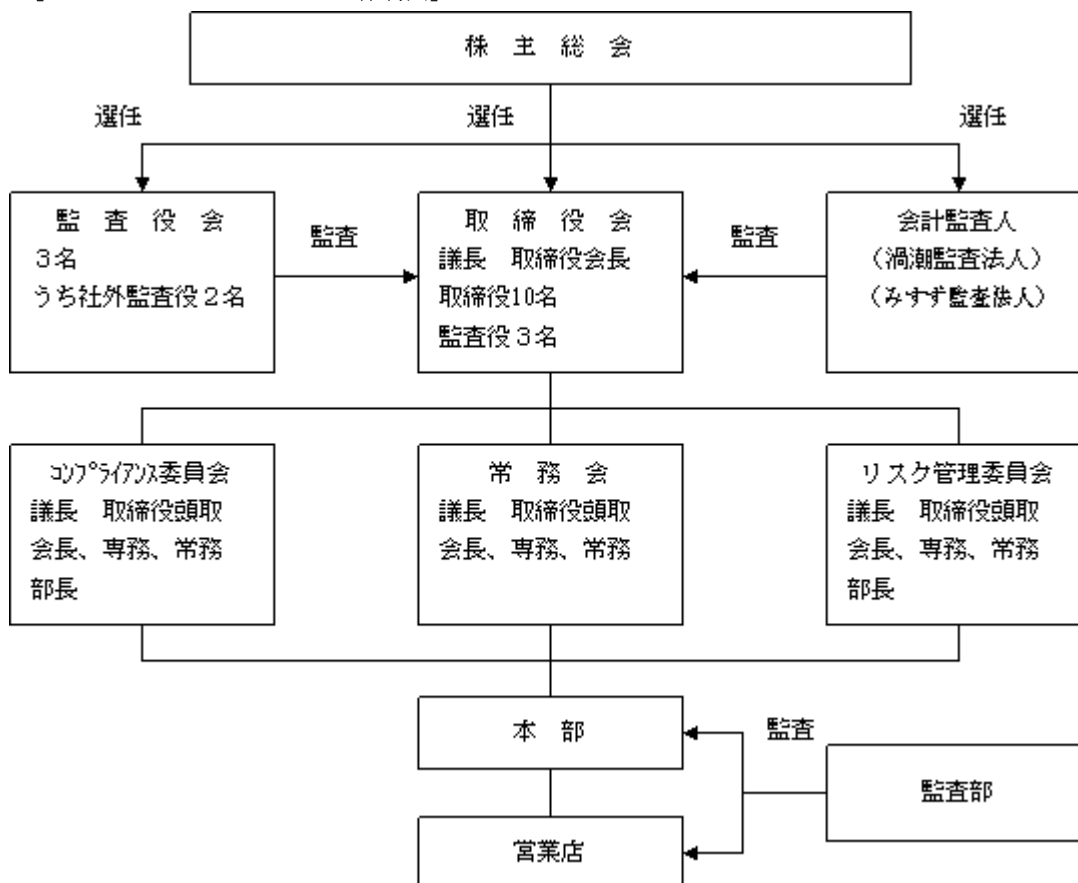 株 主 総 会
選任
選任
選任
監 査 役 会
3名
うち社外監査役2名
監査
取 締 役 会
議長 取締役会長
取締役10名
監査役3名
監査
会計監査人
(渦潮監査法人)
(みすず監査法人)
コンプライアンス委員会
議長 取締役頭取
会長、専務、常務
部長
常 務 会
議長 取締役頭取
会長、専務、常務
リスク管理委員会
議長 取締役頭取
会長、専務、常務
部長
本 部
監査
監査部
営業店